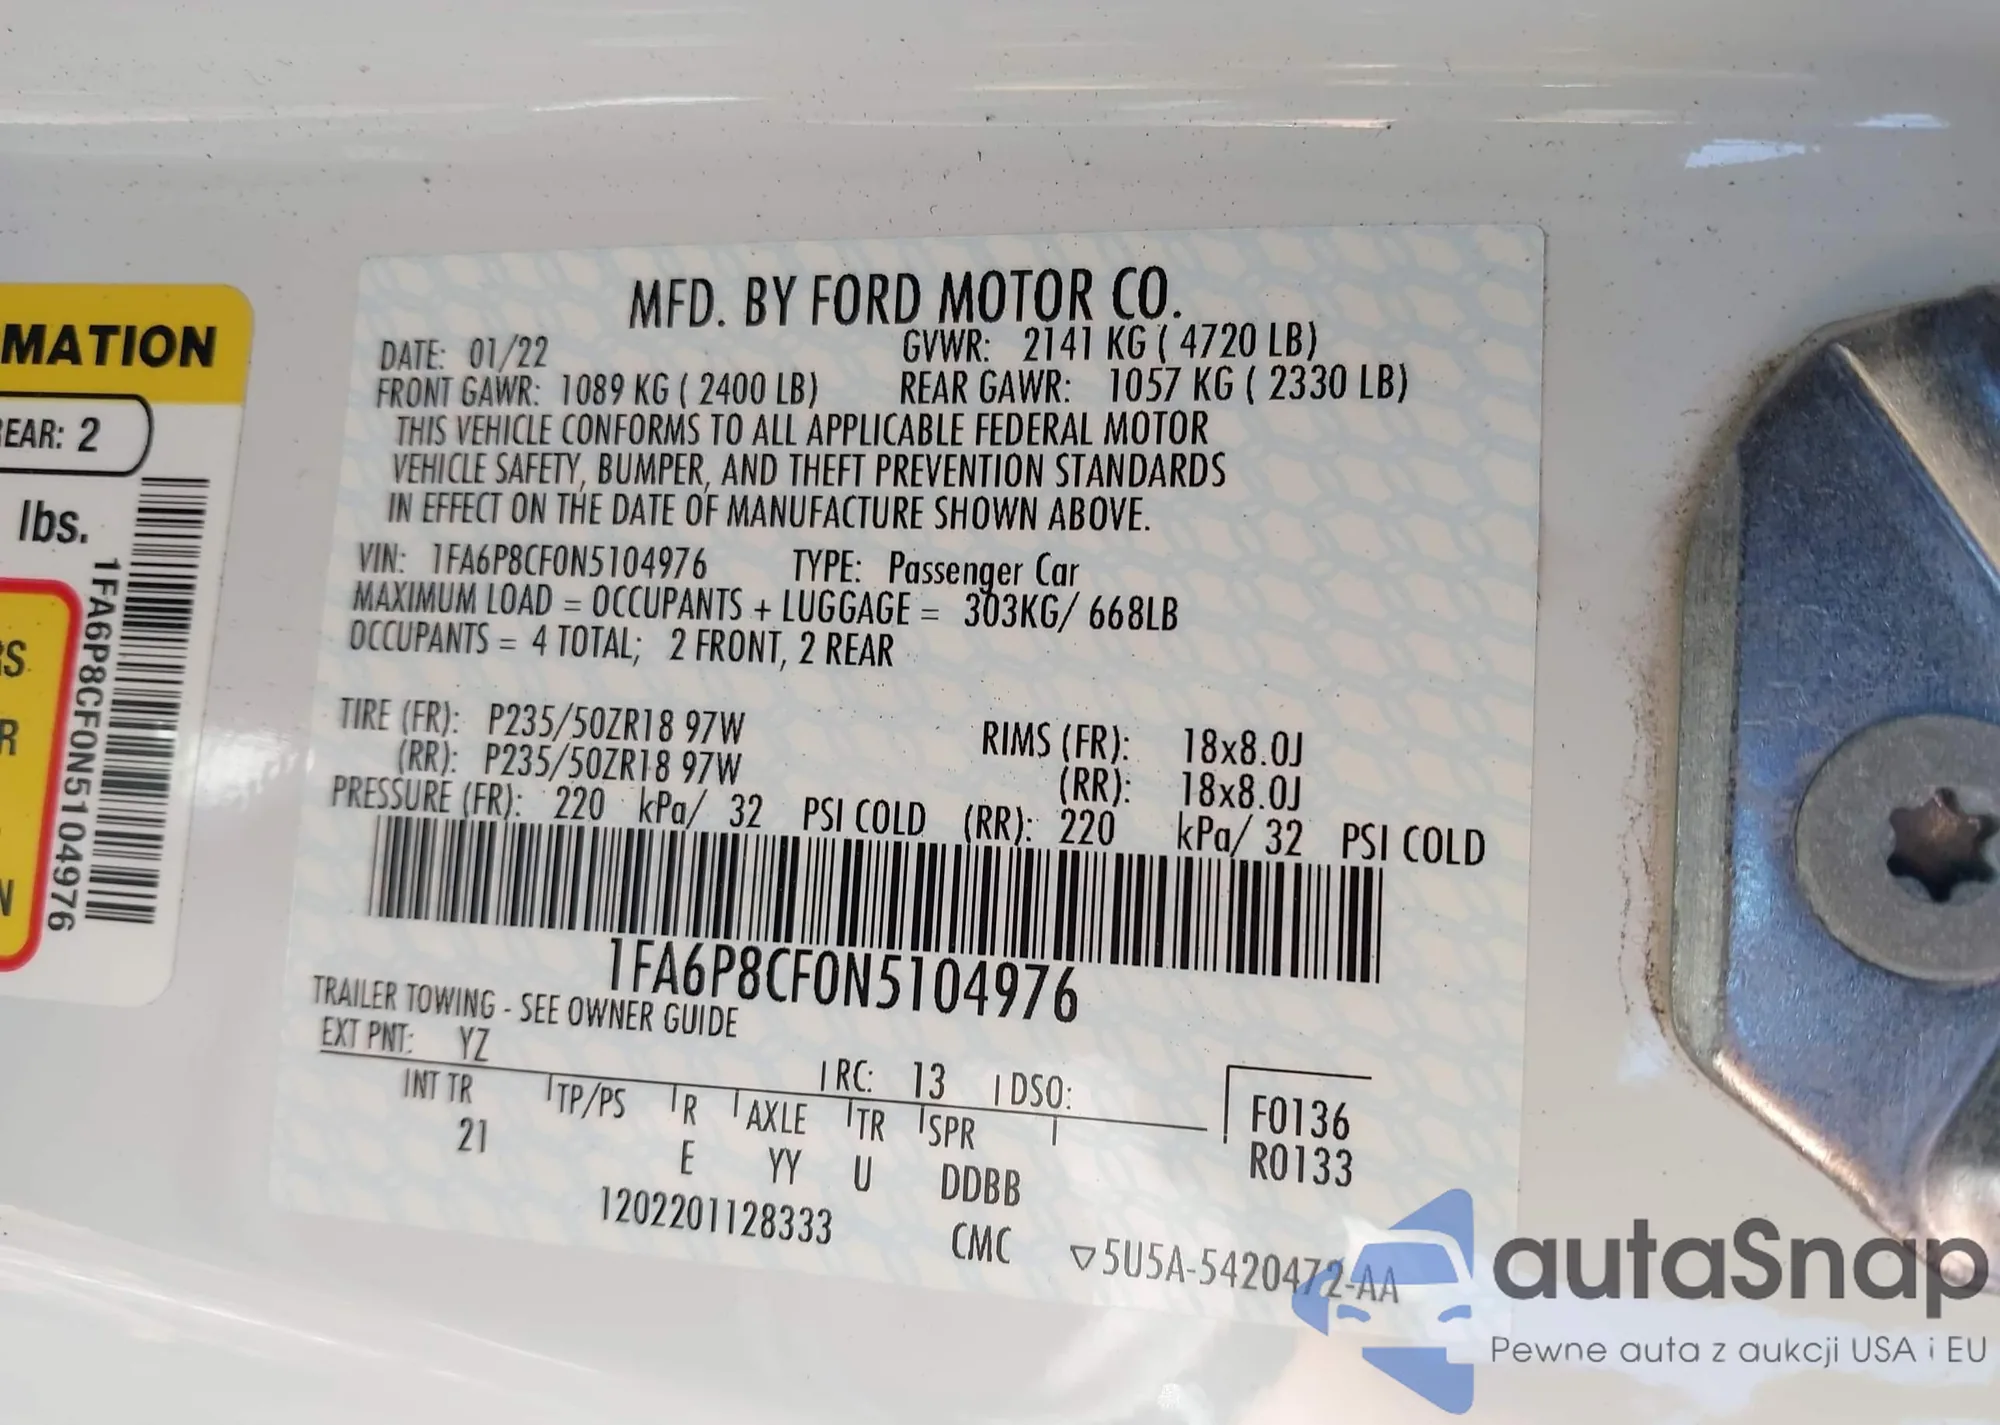 MATION
REAR: 2
lbs.
1FA6P8CF0N5104976
RS
R
N
MFD. BY FORD MOTOR CO.
DATE: 01/22 GVWR: 2141 KG ( 4720 LB)
FRONT GAWR: 1089 KG ( 2400 LB) REAR GAWR: 1057 KG ( 2330 LB)
THIS VEHICLE CONFORMS TO ALL APPLICABLE FEDERAL MOTOR
VEHICLE SAFETY, BUMPER, AND THEFT PREVENTION STANDARDS
IN EFFECT ON THE DATE OF MANUFACTURE SHOWN ABOVE.
VIN: 1FA6P8CF0N5104976 TYPE: Passenger Car
MAXIMUM LOAD = OCCUPANTS + LUGGAGE = 303KG/ 668LB
OCCUPANTS = 4 TOTAL; 2 FRONT, 2 REAR
TIRE (FR): P235/50ZR18 97W RIMS (FR): 18x8.0J
(RR): P235/50ZR18 97W (RR): 18x8.0J
PRESSURE (FR): 220 kPa/ 32 PSI COLD (RR): 220 kPa/ 32 PSI COLD
1FA6P8CF0N5104976
TRAILER TOWING - SEE OWNER GUIDE
EXT PNT: YZ RC: 13 DSO:
INT TR TP/PS R AXLE TR SPR F0136
21 E YY U DDBB R0133
1202201128333 CMC ▽5U5A-5420472-AA
autaSnap
Pewne auta z aukcji USA i EU